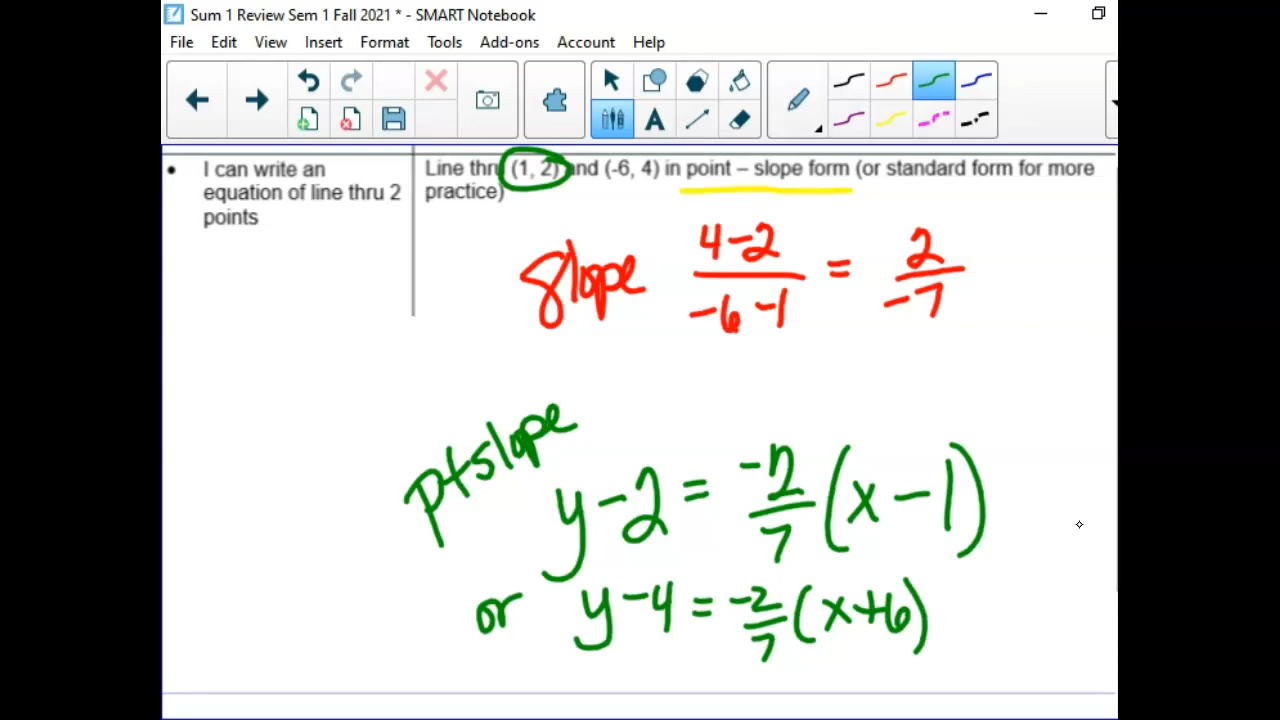 Sum 1 Review Sem 1 Fall 2021 * - SMART Notebook
File Edit View Insert Format Tools Add-ons Account Help
A
• I can write an equation of line thru 2 points
Line thru (1, 2) and (-6, 4) in point – slope form (or standard form for more
practice)
Slope 4-2/-6-1 = 2/-7
pt slope
y-2 = -2/7 (x-1)
or y-4 = -2/7 (x+6)